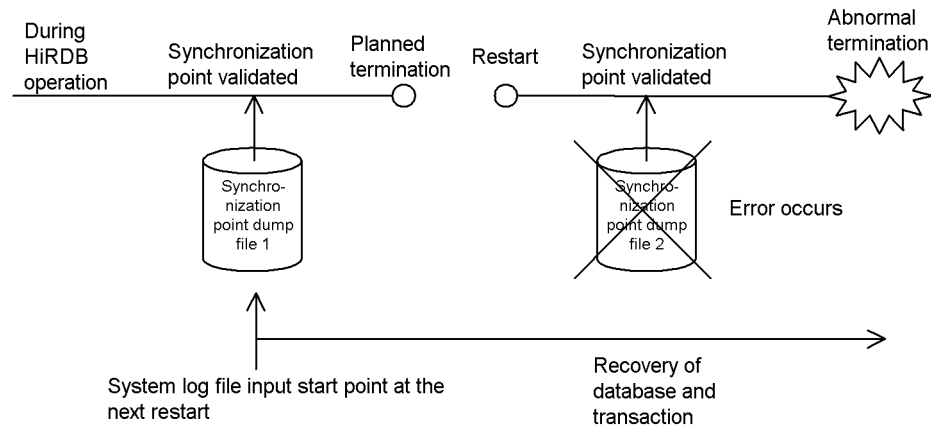 During
HiRDB
operation
Synchronization
point validated
Planned
termination
Restart
Synchronization
point validated
Abnormal
termination
Synchro-
nization
point dump
file 1
Synchro-
nization
point dump
file 2
Error occurs
System log file input start point at the
next restart
Recovery of
database and
transaction